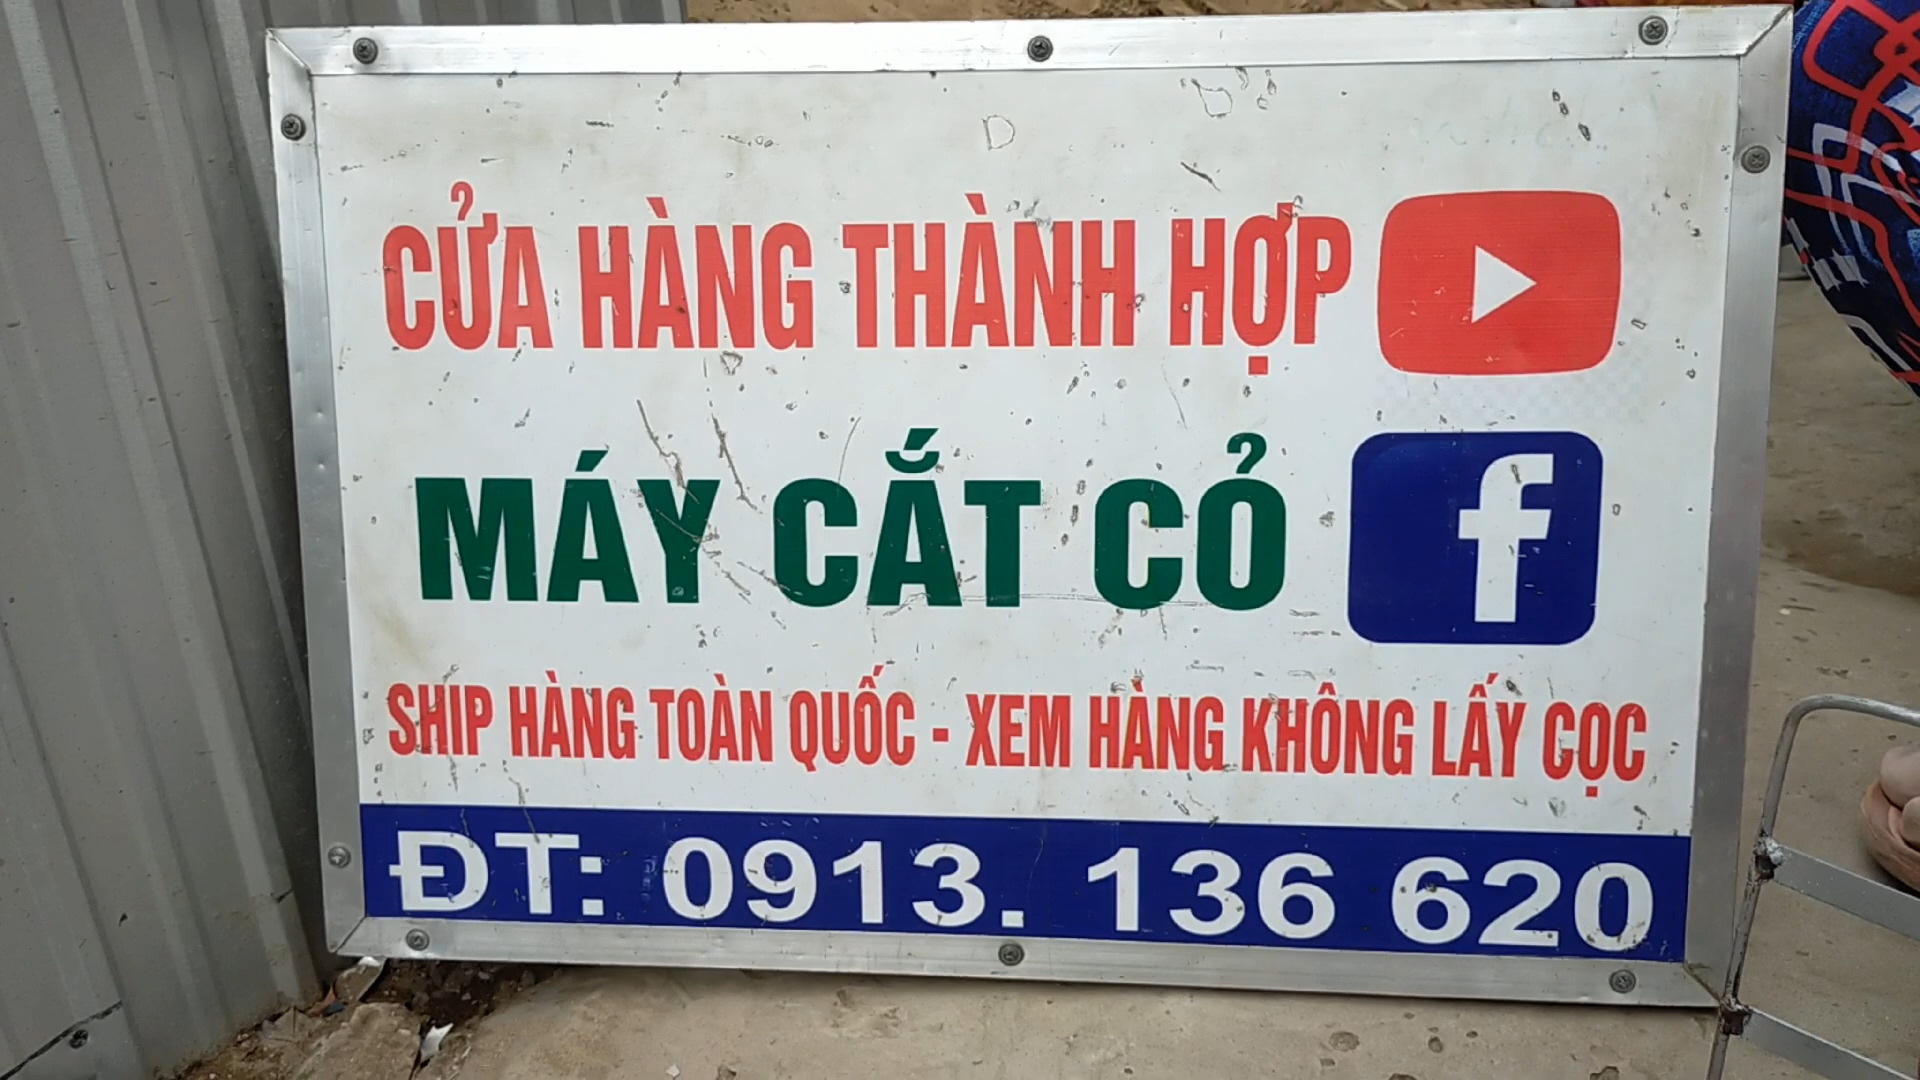 CỬA HÀNG THÀNH HỢP
MÁY CẮT CỎ
f
SHIP HÀNG TOÀN QUỐC - XEM HÀNG KHÔNG LẤY CỌC
ĐT: 0913. 136 620